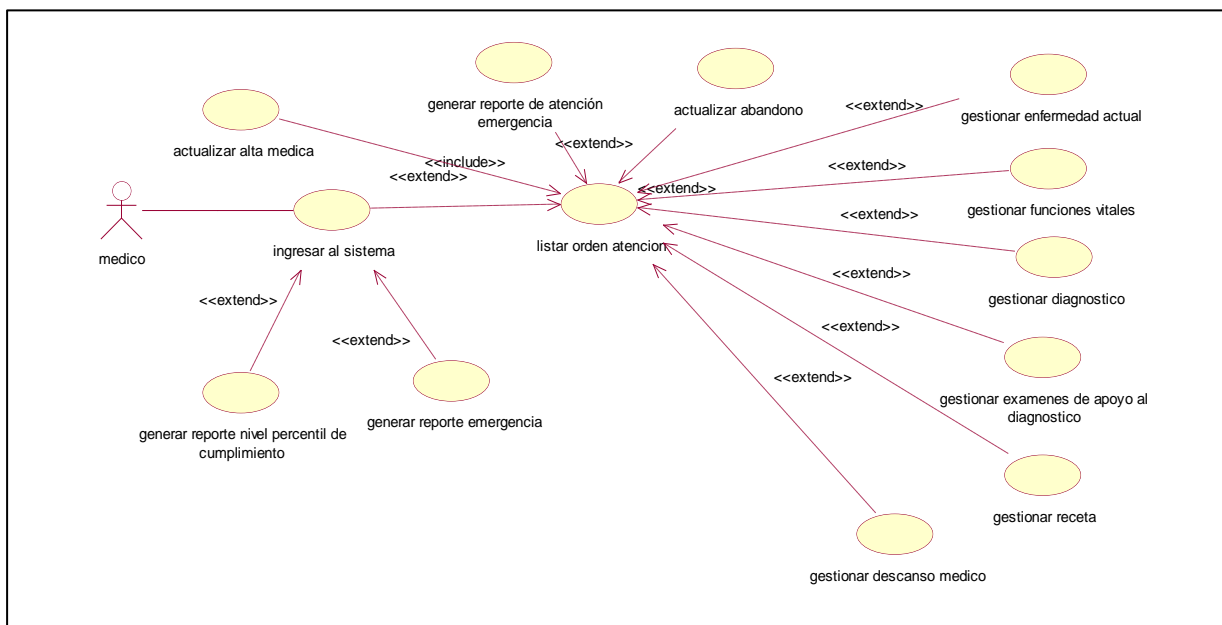 generar reporte de atención
emergencia
actualizar abandono
gestionar enfermedad actual
actualizar alta medica
<<extend>>
<<extend>>
<<extend>>
<<include>>
<<extend>>
<<extend>>
<<extend>>
gestionar funciones vitales
medico
ingresar al sistema
listar orden atencion
<<extend>>
gestionar diagnostico
<<extend>>
<<extend>>
<<extend>>
<<extend>>
<<extend>>
generar reporte nivel percentil de
cumplimiento
generar reporte emergencia
gestionar examenes de apoyo al
diagnostico
gestionar receta
gestionar descanso medico